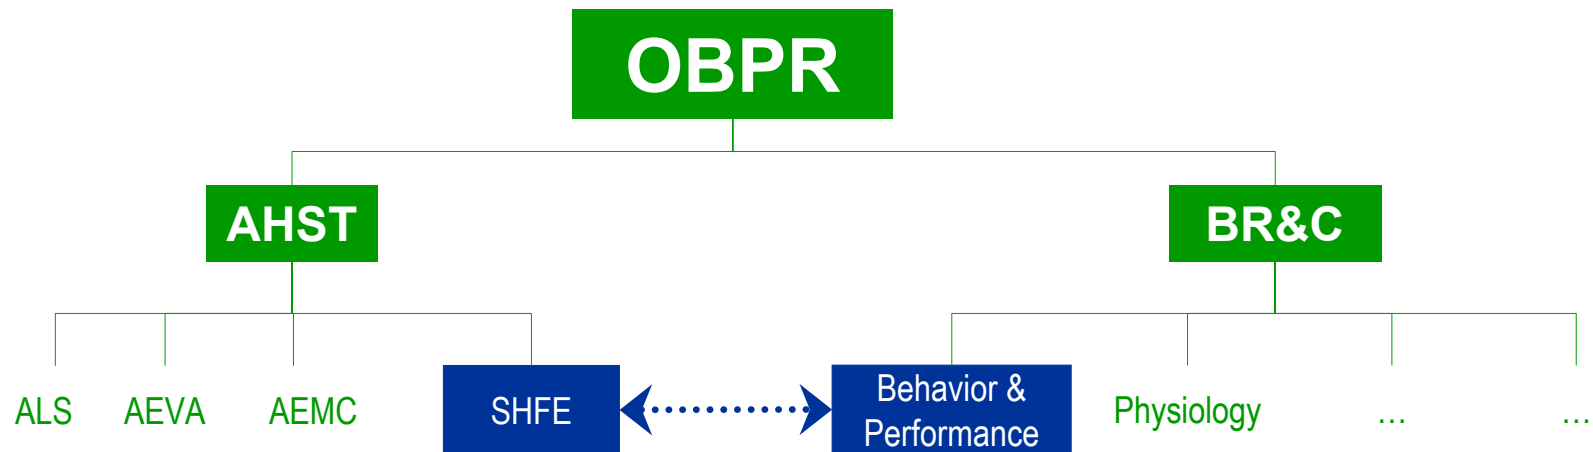 OBPR
AHST
BR&C
ALS
AEVA
AEMC
SHFE
Behavior &
Performance
Physiology
…
…